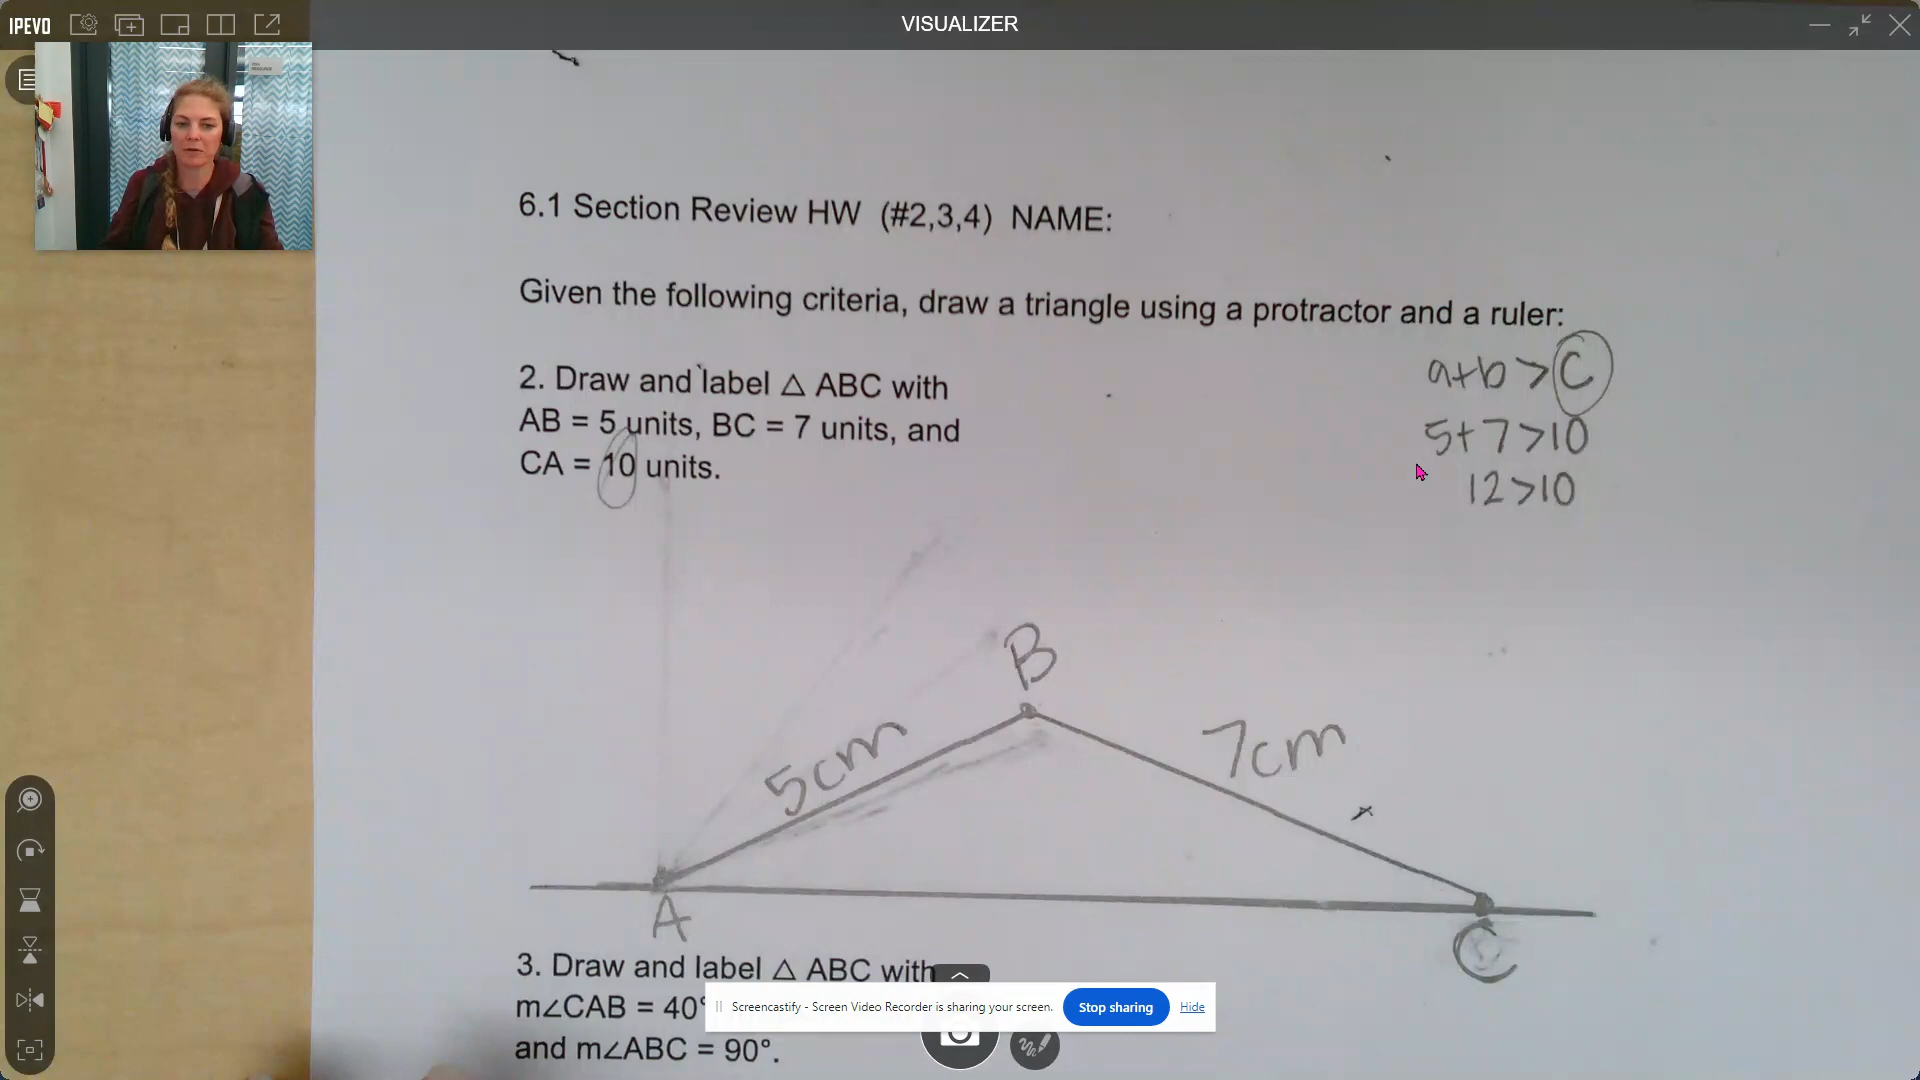 IPEVO
VISUALIZER
6.1 Section Review HW (#2,3,4) NAME:
Given the following criteria, draw a triangle using a protractor and a ruler:
2. Draw and label △ ABC with
AB = 5 units, BC = 7 units, and
CA = 10 units.
a+b > C
5+7>10
12>10
B
5cm
7cm
A
C
3. Draw and label △ ABC with
m∠CAB = 40°
and m∠ABC = 90°.
Screencastify - Screen Video Recorder is sharing your screen.
Stop sharing
Hide